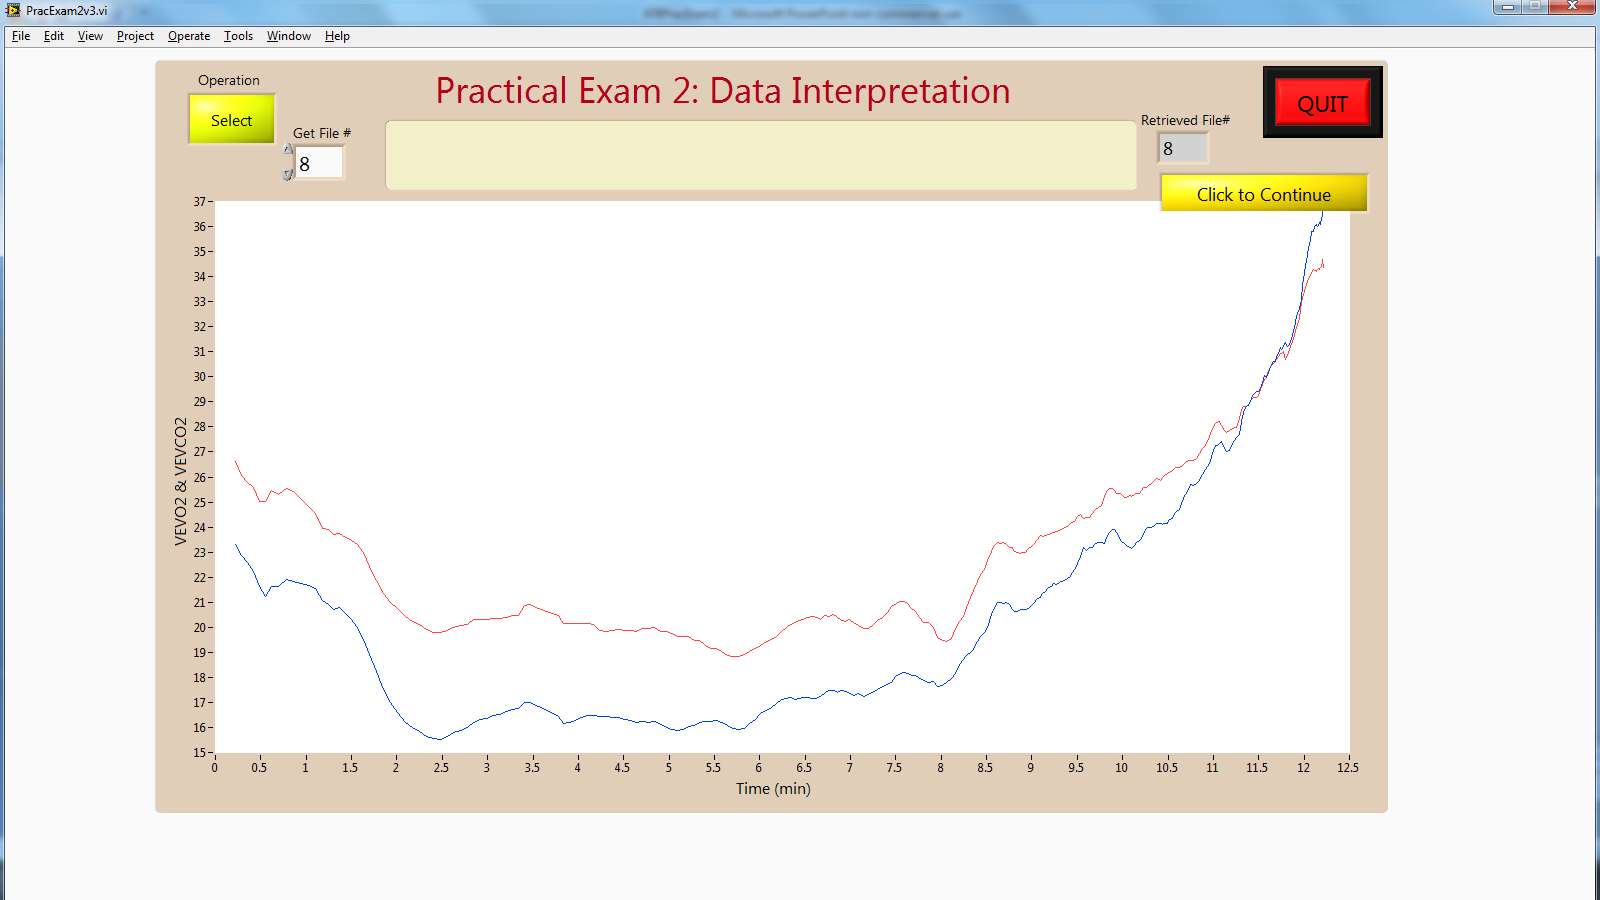 PracExam2v3.vi
File Edit View Project Operate Tools Window Help
Operation
Practical Exam 2: Data Interpretation
QUIT
Select
Get File #
8
Retrieved File#
8
Click to Continue
37
36
35
34
33
32
31
30
29
28
27
26
25
24
23
22
21
20
19
18
17
16
15
VEVO2 & VEVCO2
0 0.5 1 1.5 2 2.5 3 3.5 4 4.5 5 5.5 6 6.5 7 7.5 8 8.5 9 9.5 10 10.5 11 11.5 12 12.5
Time (min)